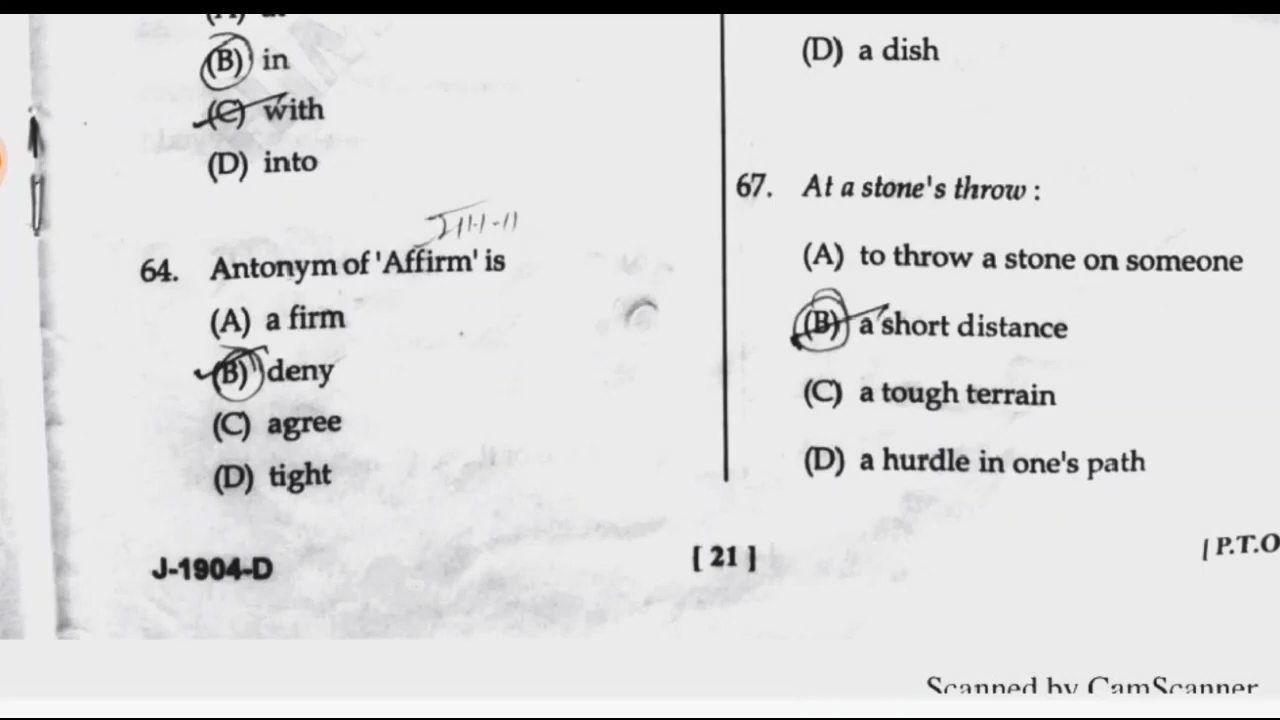 (B) in
(C) with
(D) into
64. Antonym of 'Affirm' is
(A) a firm
(B) deny
(C) agree
(D) tight
J-1904-D
(D) a dish
67. At a stone's throw :
(A) to throw a stone on someone
(B) a short distance
(C) a tough terrain
(D) a hurdle in one's path
[ 21 ]
[ P.T.O
Scanned by CamScanner